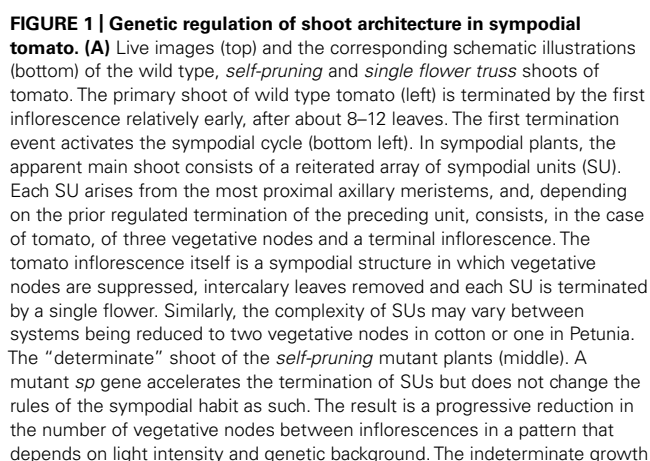 FIGURE 1 | Genetic regulation of shoot architecture in sympodial
tomato. (A) Live images (top) and the corresponding schematic illustrations
(bottom) of the wild type, self-pruning and single flower truss shoots of
tomato. The primary shoot of wild type tomato (left) is terminated by the first
inflorescence relatively early, after about 8–12 leaves. The first termination
event activates the sympodial cycle (bottom left). In sympodial plants, the
apparent main shoot consists of a reiterated array of sympodial units (SU).
Each SU arises from the most proximal axillary meristems, and, depending
on the prior regulated termination of the preceding unit, consists, in the case
of tomato, of three vegetative nodes and a terminal inflorescence. The
tomato inflorescence itself is a sympodial structure in which vegetative
nodes are suppressed, intercalary leaves removed and each SU is terminated
by a single flower. Similarly, the complexity of SUs may vary between
systems being reduced to two vegetative nodes in cotton or one in Petunia.
The “determinate” shoot of the self-pruning mutant plants (middle). A
mutant sp gene accelerates the termination of SUs but does not change the
rules of the sympodial habit as such. The result is a progressive reduction in
the number of vegetative nodes between inflorescences in a pattern that
depends on light intensity and genetic background. The indeterminate growth